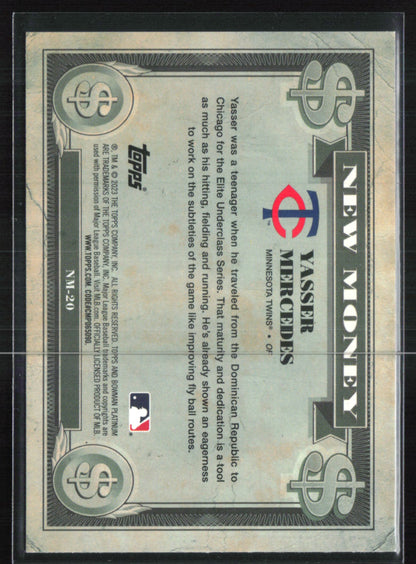 NEW MONEY
YASSER
MERCEDES
MINNESOTA TWINS™ • OF
TC
Yasser was a teenager when he traveled from the Dominican Republic to
Chicago for the Elite Underclass Series. That maturity and dedication is a tool
as much as his hitting, fielding and running. He's already shown an eagerness
to work on the subtleties of the game like improving fly ball routes.
topps®
®, TM & © 2023 THE TOPPS COMPANY, INC. ALL RIGHTS RESERVED. TOPPS AND BOWMAN PLATINUM
ARE TRADEMARKS OF THE TOPPS COMPANY, INC. Major League Baseball trademarks and copyrights are
used with permission of Major League Baseball. Visit MLB.com. OFFICIALLY LICENSED PRODUCT OF MLB.
WWW.TOPPS.COM. CODE#CMP095090.
NM-20